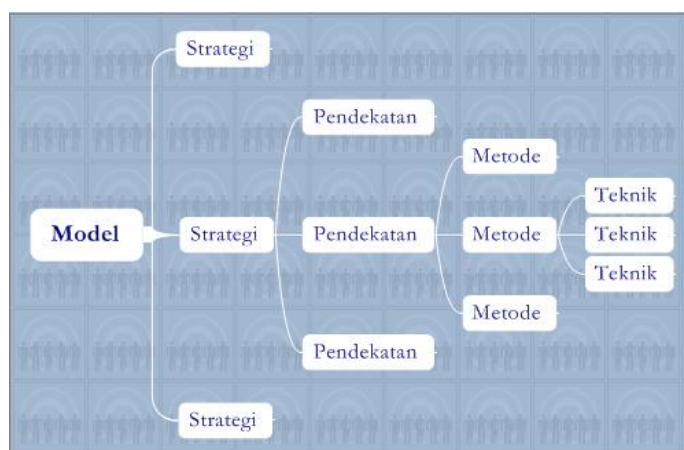 Strategi
Pendekatan
Metode
Teknik
Model
Strategi
Pendekatan
Metode
Teknik
Teknik
Metode
Pendekatan
Strategi